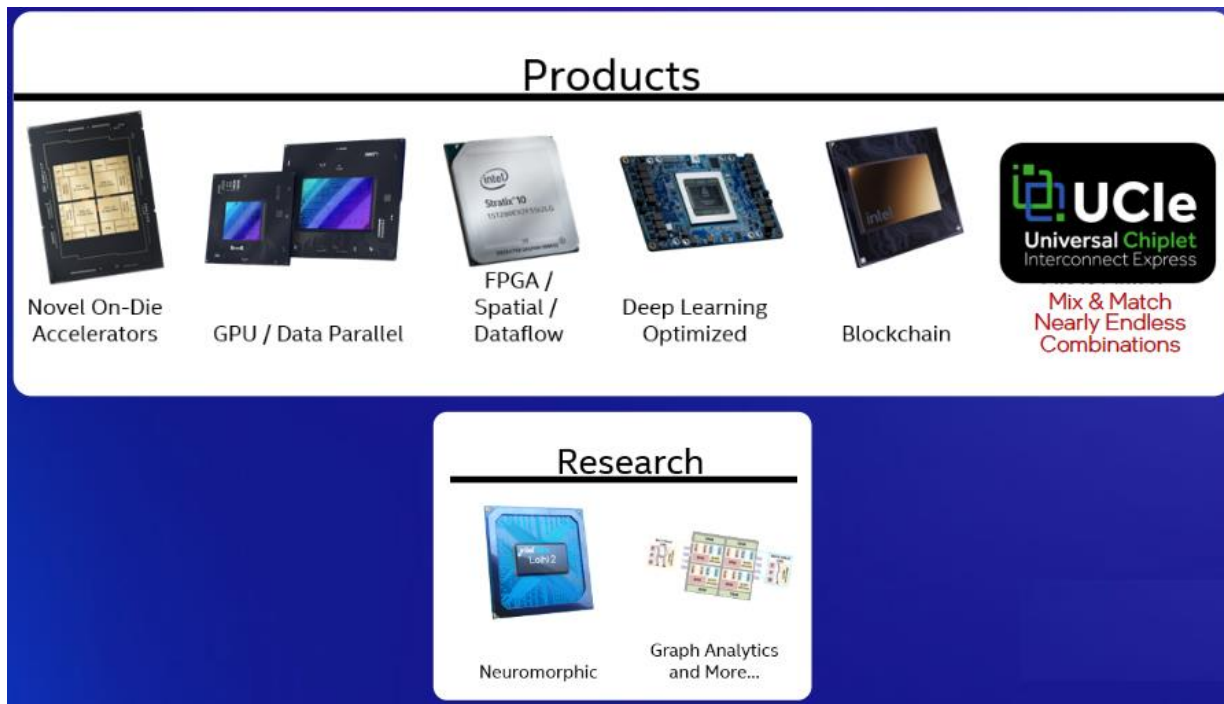 Products
Novel On-Die
Accelerators
GPU / Data Parallel
intel
Stratix® 10
FPGA /
Spatial /
Dataflow
Deep Learning
Optimized
intel
Blockchain
UCIe
Universal Chiplet
Interconnect Express
Mix & Match
Nearly Endless
Combinations
Research
intel
Loihi 2
Neuromorphic
Graph Analytics
and More...